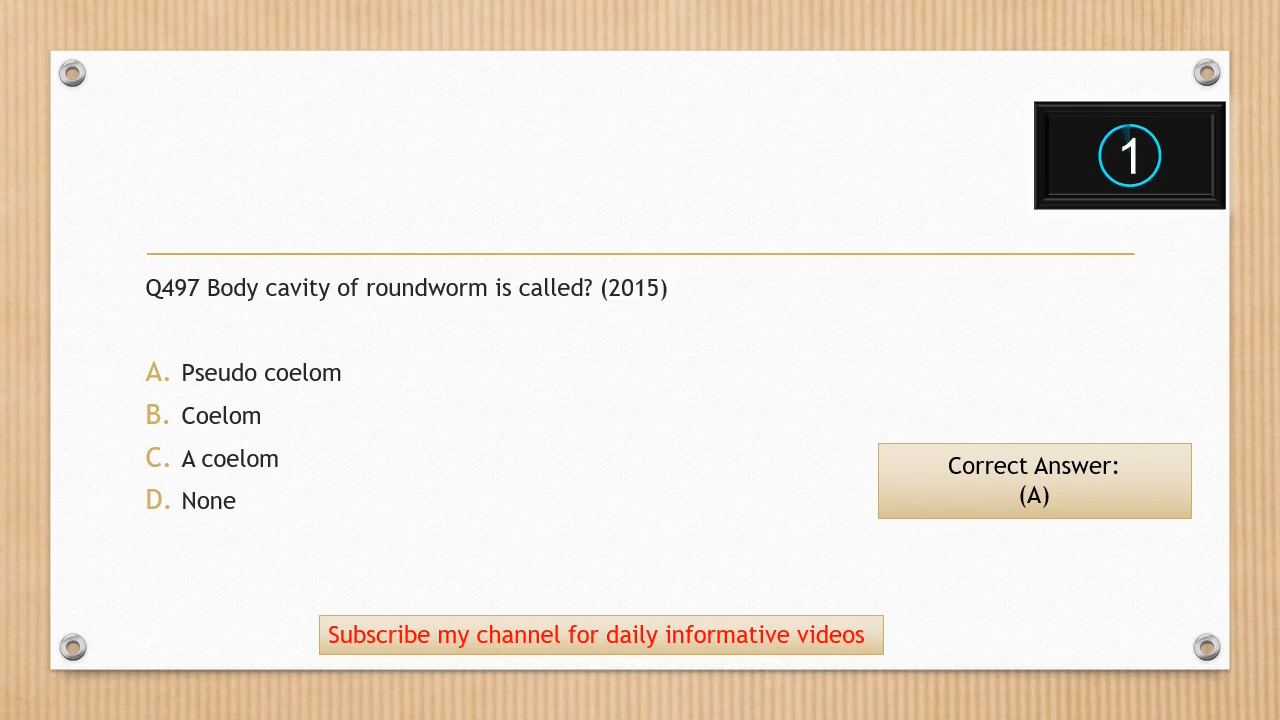 1
Q497 Body cavity of roundworm is called? (2015)
A. Pseudo coelom
B. Coelom
C. A coelom
D. None
Correct Answer:
(A)
Subscribe my channel for daily informative videos